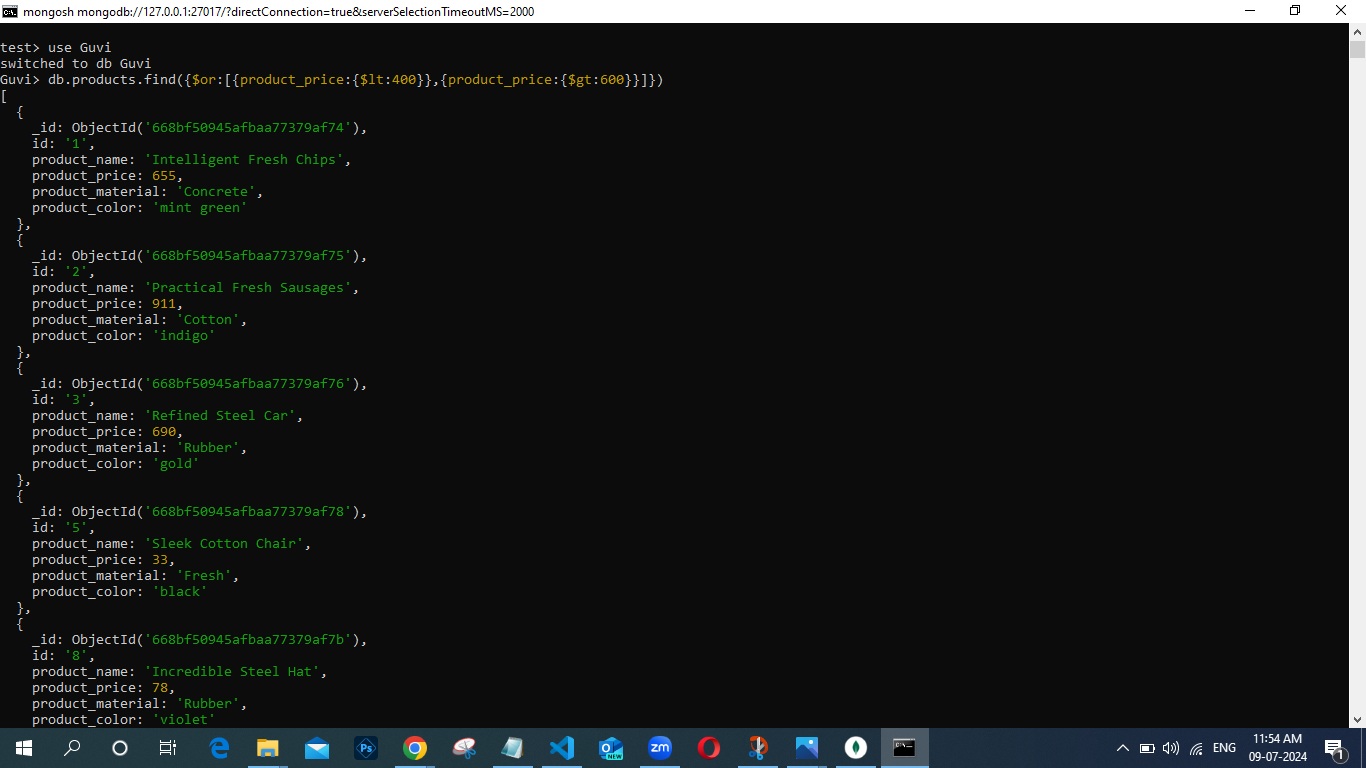 mongosh mongodb://127.0.0.1:27017/?directConnection=true&serverSelectionTimeoutMS=2000
test> use Guvi
switched to db Guvi
Guvi> db.products.find({$or:[{product_price:{$lt:400}},{product_price:{$gt:600}}]})
[
  {
    _id: ObjectId('668bf50945afbaa77379af74'),
    id: '1',
    product_name: 'Intelligent Fresh Chips',
    product_price: 655,
    product_material: 'Concrete',
    product_color: 'mint green'
  },
  {
    _id: ObjectId('668bf50945afbaa77379af75'),
    id: '2',
    product_name: 'Practical Fresh Sausages',
    product_price: 911,
    product_material: 'Cotton',
    product_color: 'indigo'
  },
  {
    _id: ObjectId('668bf50945afbaa77379af76'),
    id: '3',
    product_name: 'Refined Steel Car',
    product_price: 690,
    product_material: 'Rubber',
    product_color: 'gold'
  },
  {
    _id: ObjectId('668bf50945afbaa77379af78'),
    id: '5',
    product_name: 'Sleek Cotton Chair',
    product_price: 33,
    product_material: 'Fresh',
    product_color: 'black'
  },
  {
    _id: ObjectId('668bf50945afbaa77379af7b'),
    id: '8',
    product_name: 'Incredible Steel Hat',
    product_price: 78,
    product_material: 'Rubber',
    product_color: 'violet'
Ps
NEW
zm
ENG
11:54 AM
09-07-2024
1